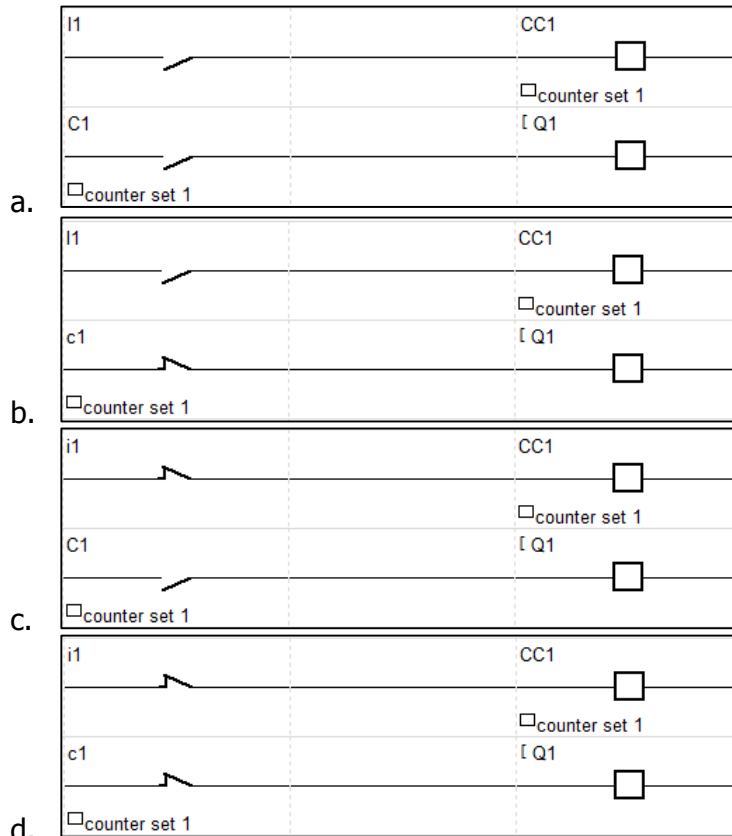 I1 CC1
counter set 1
C1 [ Q1
a. counter set 1
I1 CC1
counter set 1
c1 [ Q1
b. counter set 1
i1 CC1
counter set 1
C1 [ Q1
c. counter set 1
i1 CC1
counter set 1
c1 [ Q1
d. counter set 1